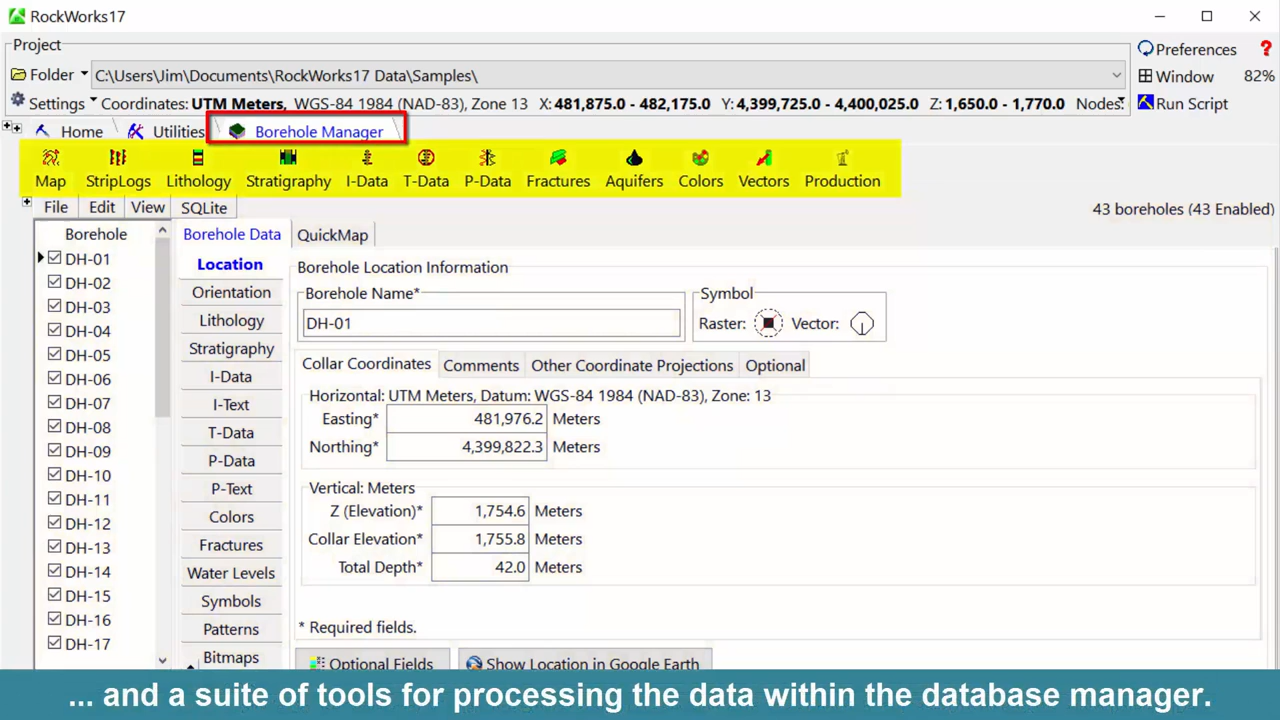 RockWorks17
Project
Folder C:\Users\Jim\Documents\RockWorks17 Data\Samples\
Preferences ?
Window 82%
Settings Coordinates: UTM Meters, WGS-84 1984 (NAD-83), Zone 13 X: 481,875.0 - 482,175.0 Y: 4,399,725.0 - 4,400,025.0 Z: 1,650.0 - 1,770.0 Nodes: Run Script
Home Utilities Borehole Manager
Map StripLogs Lithology Stratigraphy I-Data T-Data P-Data Fractures Aquifers Colors Vectors Production
File Edit View SQLite 43 boreholes (43 Enabled)
Borehole
DH-01
DH-02
DH-03
DH-04
DH-05
DH-06
DH-07
DH-08
DH-09
DH-10
DH-11
DH-12
DH-13
DH-14
DH-15
DH-16
DH-17
Borehole Data QuickMap
Location
Orientation
Lithology
Stratigraphy
I-Data
I-Text
T-Data
P-Data
P-Text
Colors
Fractures
Water Levels
Symbols
Patterns
Bitmaps
Borehole Location Information
Borehole Name*
DH-01
Symbol
Raster: Vector:
Collar Coordinates Comments Other Coordinate Projections Optional
Horizontal: UTM Meters, Datum: WGS-84 1984 (NAD-83), Zone: 13
Easting* 481,976.2 Meters
Northing* 4,399,822.3 Meters
Vertical: Meters
Z (Elevation)* 1,754.6 Meters
Collar Elevation* 1,755.8 Meters
Total Depth* 42.0 Meters
* Required fields.
Optional Fields Show Location in Google Earth
... and a suite of tools for processing the data within the database manager.